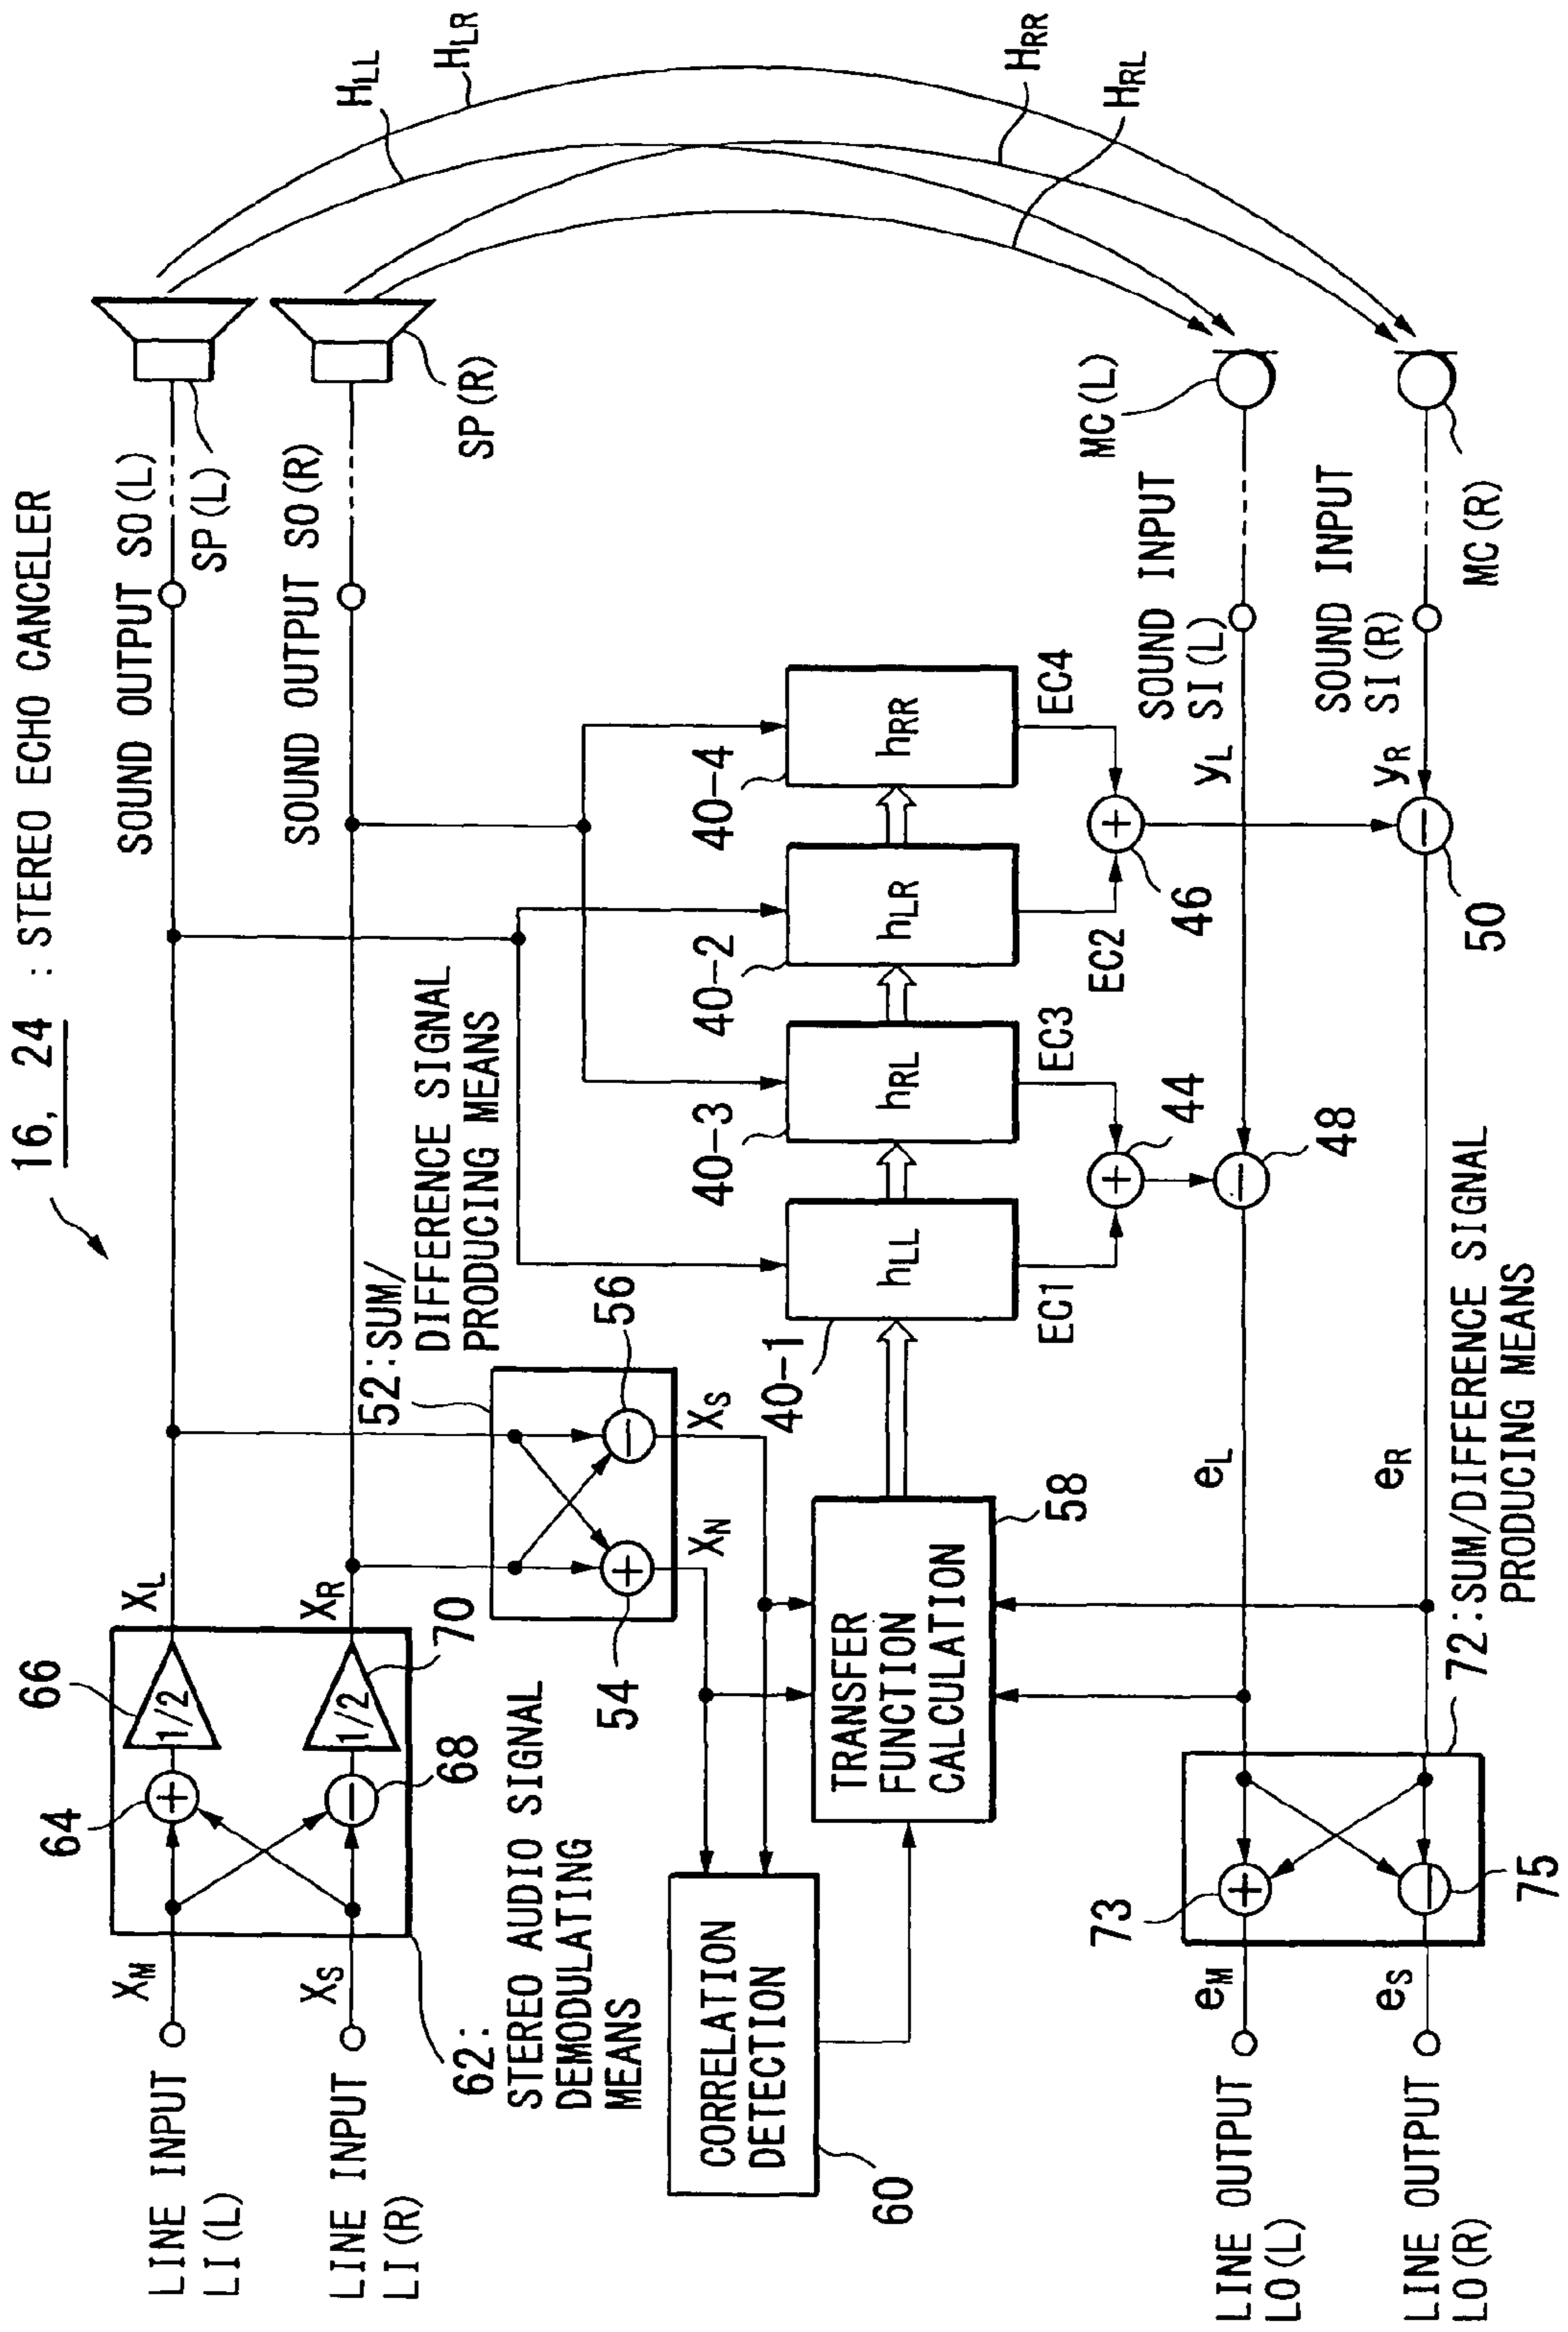 16, 24 : STEREO ECHO CANCELER
LINE INPUT
LI(L)
XM
64
66
1/2
XL
SOUND OUTPUT SO(L)
SP(L)
HLL
HLR
LINE INPUT
LI(R)
XS
68
1/2
70
XR
SOUND OUTPUT SO(R)
SP(R)
HRR
HRL
62:
STEREO AUDIO SIGNAL
DEMODULATING
MEANS
52:SUM/
DIFFERENCE SIGNAL
PRODUCING MEANS
54
56
XN
XS
CORRELATION
DETECTION
60
TRANSFER
FUNCTION
CALCULATION
58
40-1
hLL
40-3
hRL
40-2
hLR
40-4
hRR
EC1
EC3
EC2
EC4
44
46
LINE OUTPUT
LO(L)
eM
73
eL
48
yL
SOUND INPUT
SI(L)
MC(L)
LINE OUTPUT
LO(R)
eS
75
eR
50
yR
SOUND INPUT
SI(R)
MC(R)
72:SUM/DIFFERENCE SIGNAL
PRODUCING MEANS